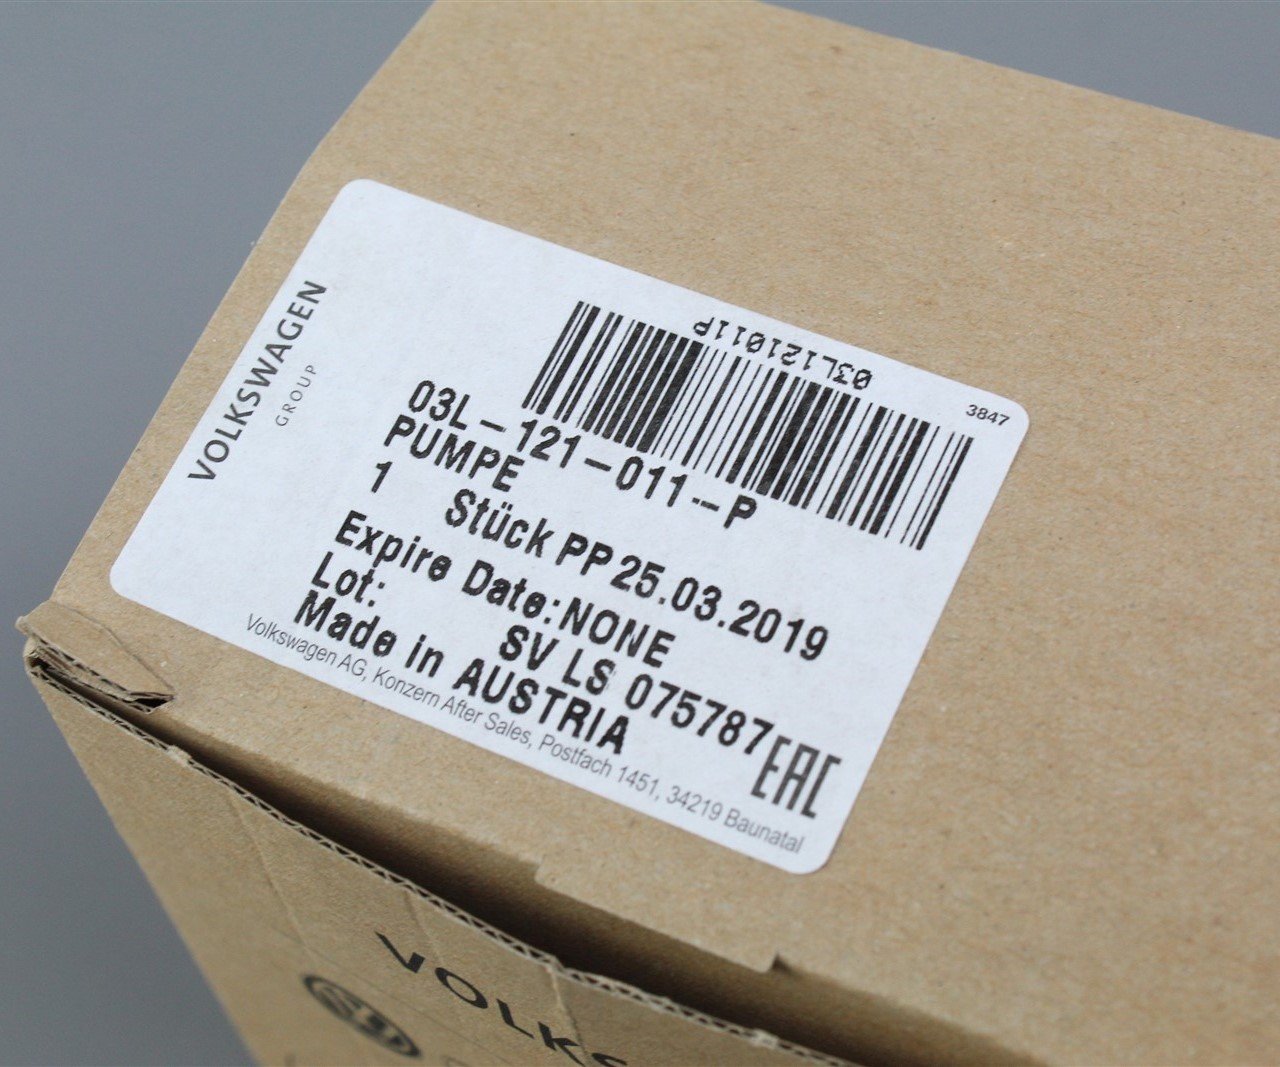 VOLKSWAGEN
GROUP
03L121011P
3847
03L-121-011--P
PUMPE
1 Stück PP 25.03.2019
Expire Date:NONE
Lot: SV LS 075787
Made in AUSTRIA
EAC
Volkswagen AG, Konzern After Sales, Postfach 1451, 34219 Baunatal
VOLKS